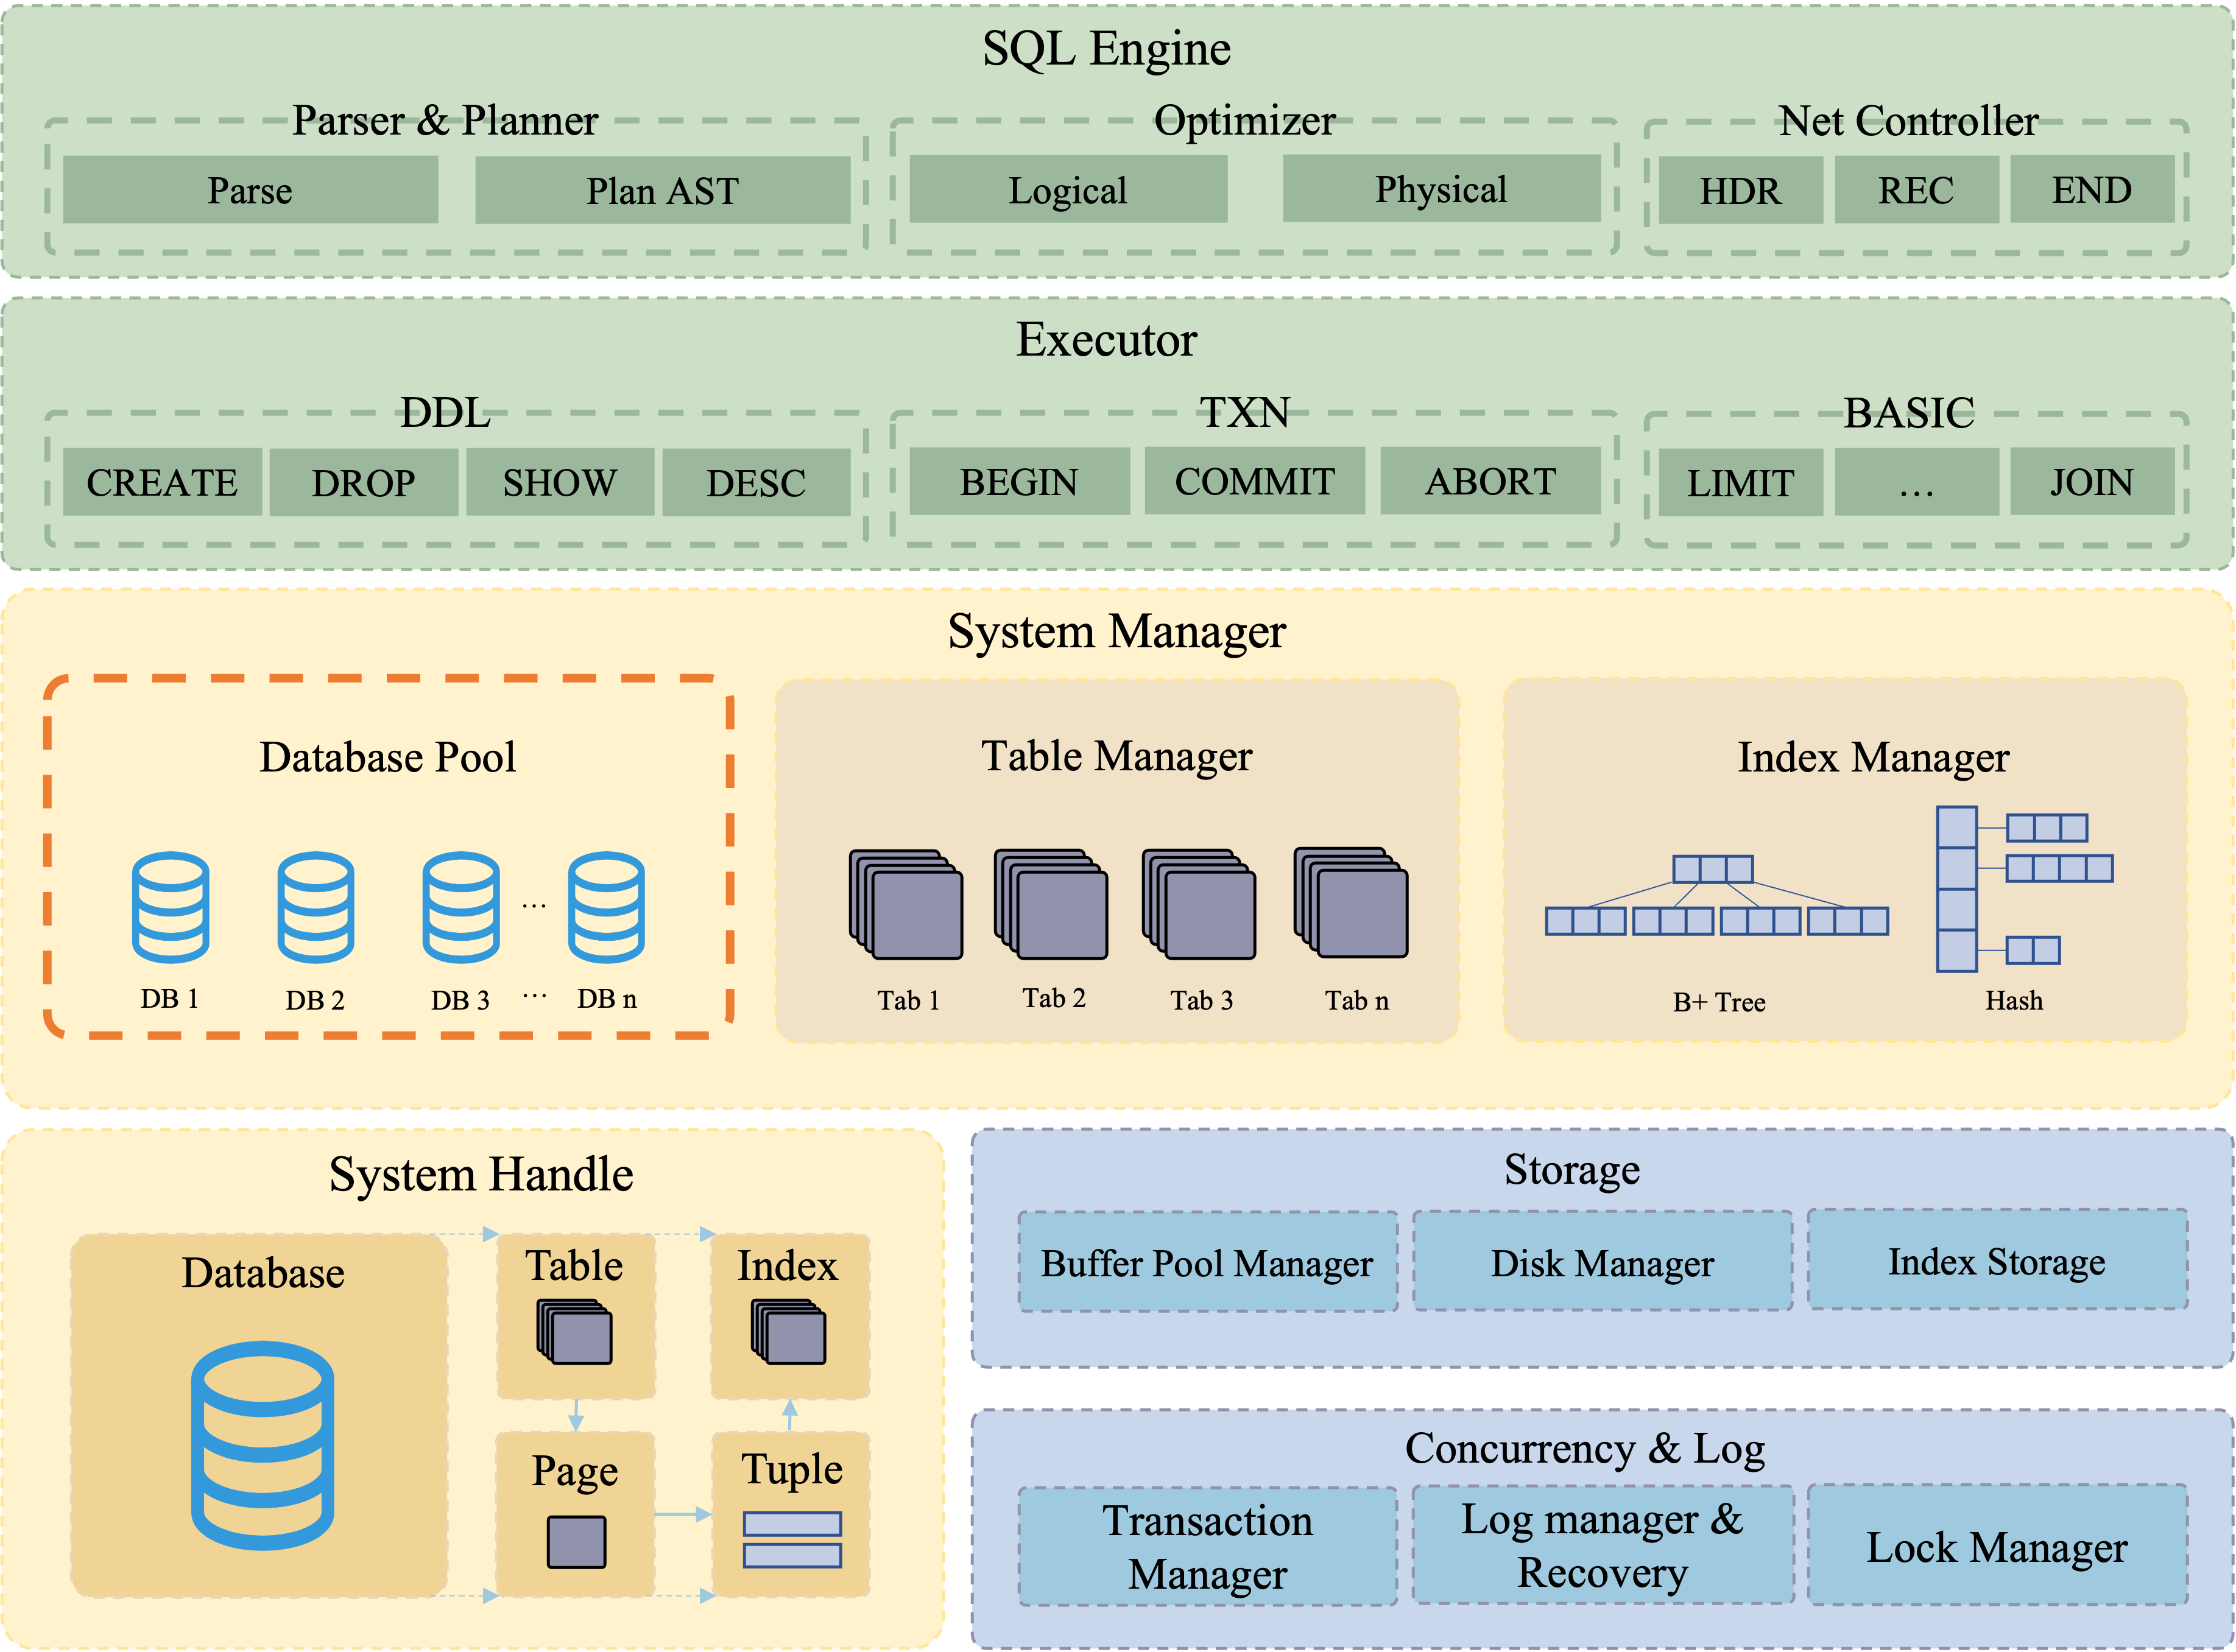 SQL Engine
Parser & Planner
Optimizer
Net Controller
Parse
Plan AST
Logical
Physical
HDR
REC
END
Executor
DDL
TXN
BASIC
CREATE
DROP
SHOW
DESC
BEGIN
COMMIT
ABORT
LIMIT
...
JOIN
System Manager
Database Pool
Table Manager
Index Manager
...
DB 1
DB 2
DB 3
...
DB n
Tab 1
Tab 2
Tab 3
Tab n
B+ Tree
Hash
System Handle
Database
Table
Index
Page
Tuple
Storage
Buffer Pool Manager
Disk Manager
Index Storage
Concurrency & Log
Transaction
Manager
Log manager &
Recovery
Lock Manager